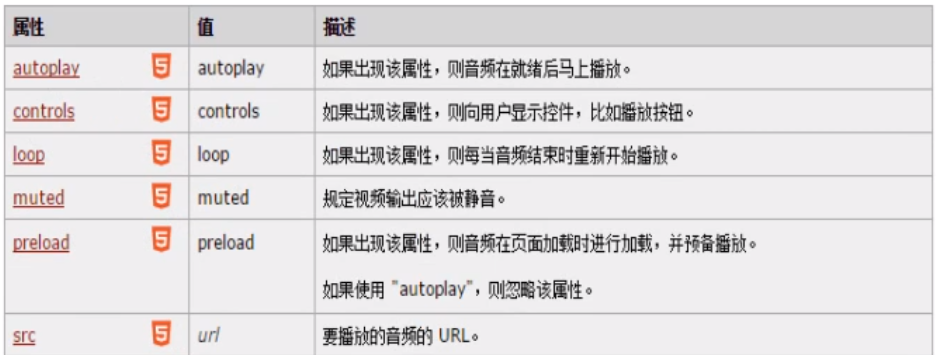 属性 值 描述
autoplay 5 autoplay 如果出现该属性，则音频在就绪后马上播放。
controls 5 controls 如果出现该属性，则向用户显示控件，比如播放按钮。
loop 5 loop 如果出现该属性，则每当音频结束时重新开始播放。
muted 5 muted 规定视频输出应该被静音。
preload 5 preload 如果出现该属性，则音频在页面加载时进行加载，并预备播放。
如果使用 "autoplay"，则忽略该属性。
src 5 url 要播放的音频的 URL。